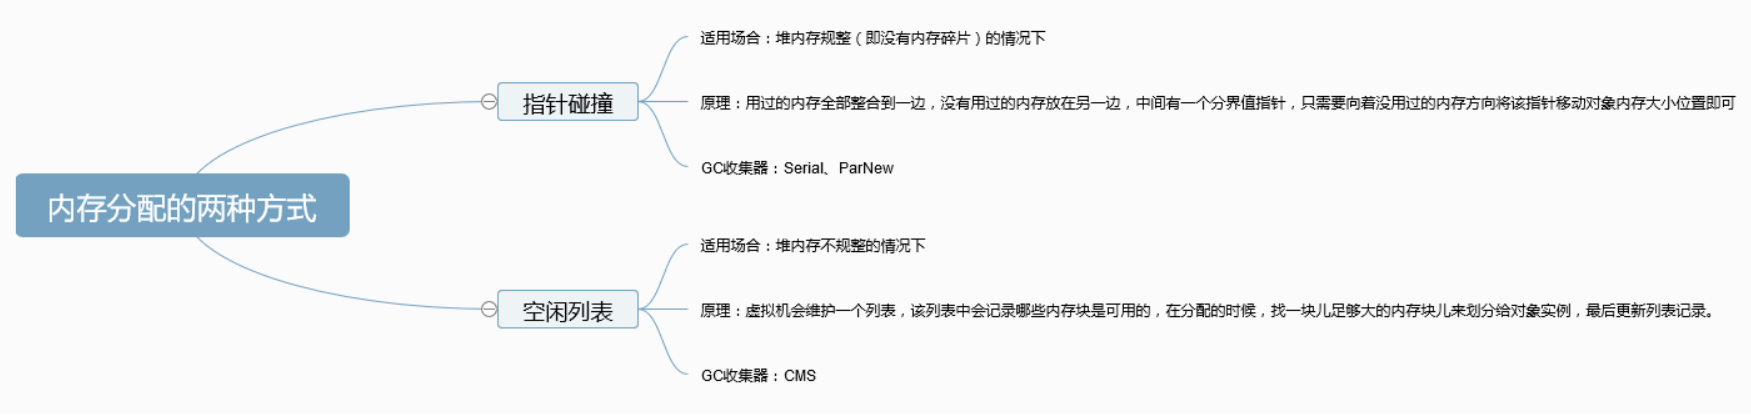 内存分配的两种方式
指针碰撞
适用场合：堆内存规整（即没有内存碎片）的情况下
原理：用过的内存全部整合到一边，没有用过的内存放在另一边，中间有一个分界值指针，只需要向着没用过的内存方向将该指针移动对象内存大小位置即可
GC收集器：Serial、ParNew
空闲列表
适用场合：堆内存不规整的情况下
原理：虚拟机会维护一个列表，该列表中会记录哪些内存块是可用的，在分配的时候，找一块儿足够大的内存块儿来划分给对象实例，最后更新列表记录。
GC收集器：CMS